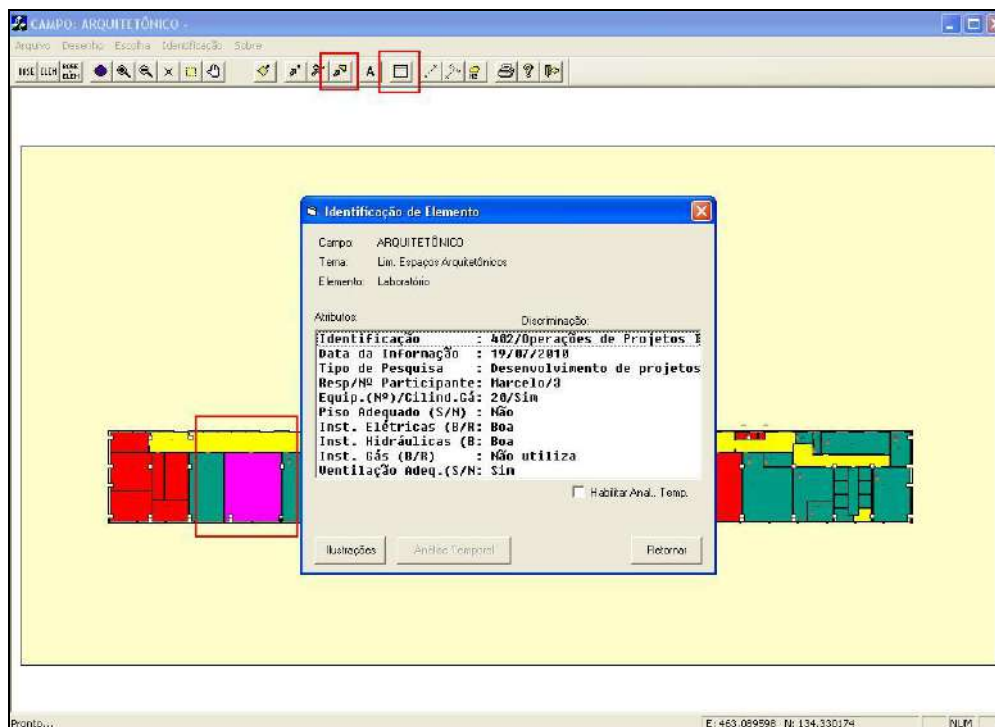 CAMPO: ARQUITETÔNICO -
Arquivo Desenho Escolha Identificação Sobre
BASE ELEM BASE ELEM A ?
Identificação de Elemento
Campo: ARQUITETÔNICO
Tema: Lim. Espaços Arquitetônicos
Elemento: Laboratório
Atributos: Discriminação:
Identificação : 402/Operações de Projetos I
Data da Informação : 19/07/2010
Tipo de Pesquisa : Desenvolvimento de projetos
Resp/Nº Participante: Marcelo/3
Equip.(Nº)/Cilind.Gá: 20/Sim
Piso Adequado (S/N) : Não
Inst. Elétricas (B/R: Boa
Inst. Hidráulicas (B: Boa
Inst. Gás (B/R) : Não utiliza
Ventilação Adeq.(S/N: Sim
Habilitar Anal.. Temp.
Ilustrações Análise Temporal Retornar
Pronto... E: 463.089598 N: 134.330174 NUM